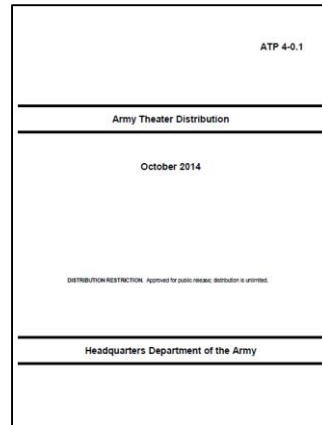 ATP 4-0.1
Army Theater Distribution
October 2014
DISTRIBUTION RESTRICTION. Approved for public release; distribution is unlimited.
Headquarters Department of the Army